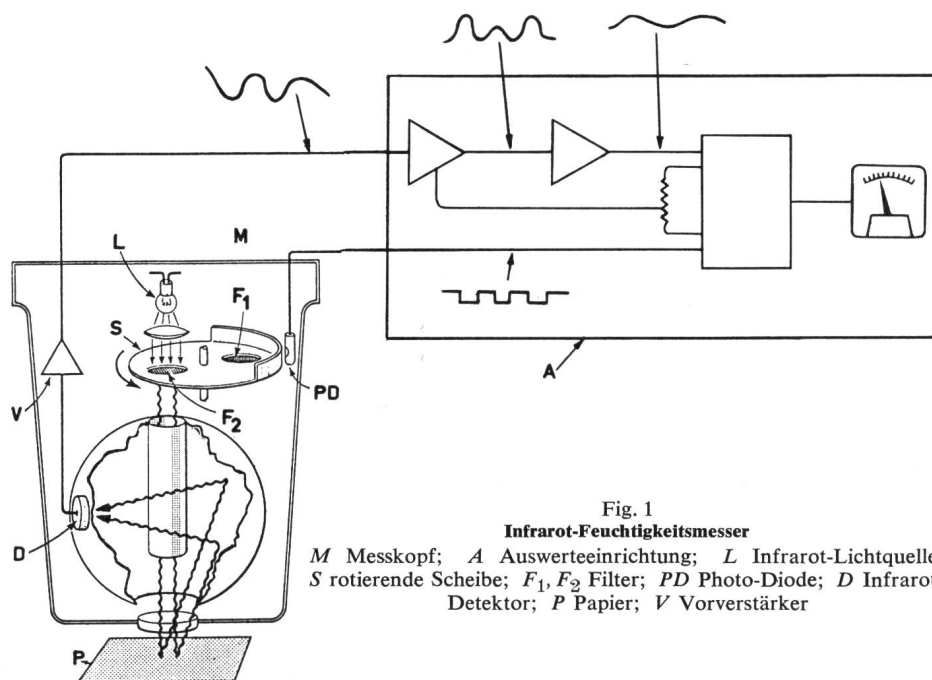 M
L
F₁
S
PD
A
V
F₂
D
P
Fig. 1
Infrarot-Feuchtigkeitsmesser
M Messkopf; A Auswerteeinrichtung; L Infrarot-Lichtquelle
S rotierende Scheibe; F₁, F₂ Filter; PD Photo-Diode; D Infrarot
Detektor; P Papier; V Vorverstärker